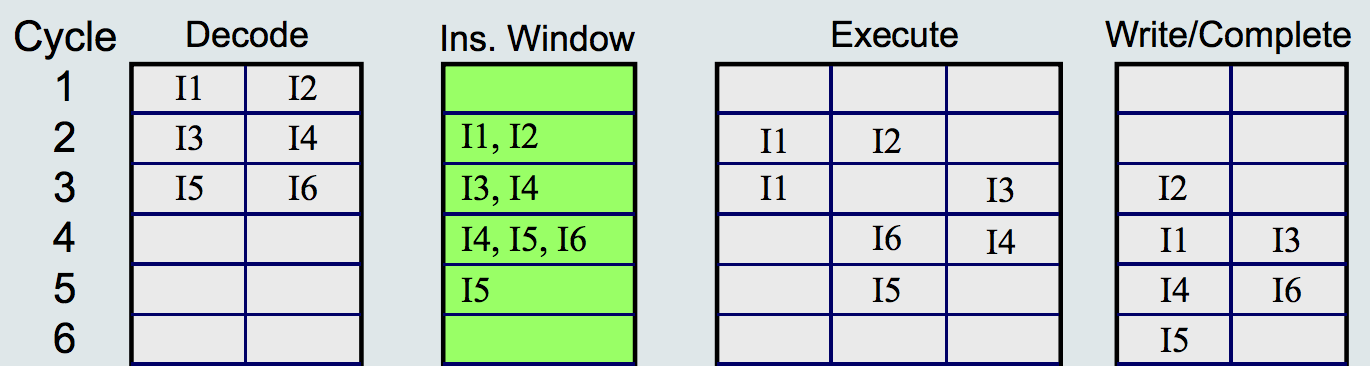 Cycle Decode Ins. Window Execute Write/Complete
1 I1 I2
2 I3 I4 I1, I2 I1 I2
3 I5 I6 I3, I4 I1 I3 I2
4 I4, I5, I6 I6 I4 I1 I3
5 I5 I5 I4 I6
6 I5